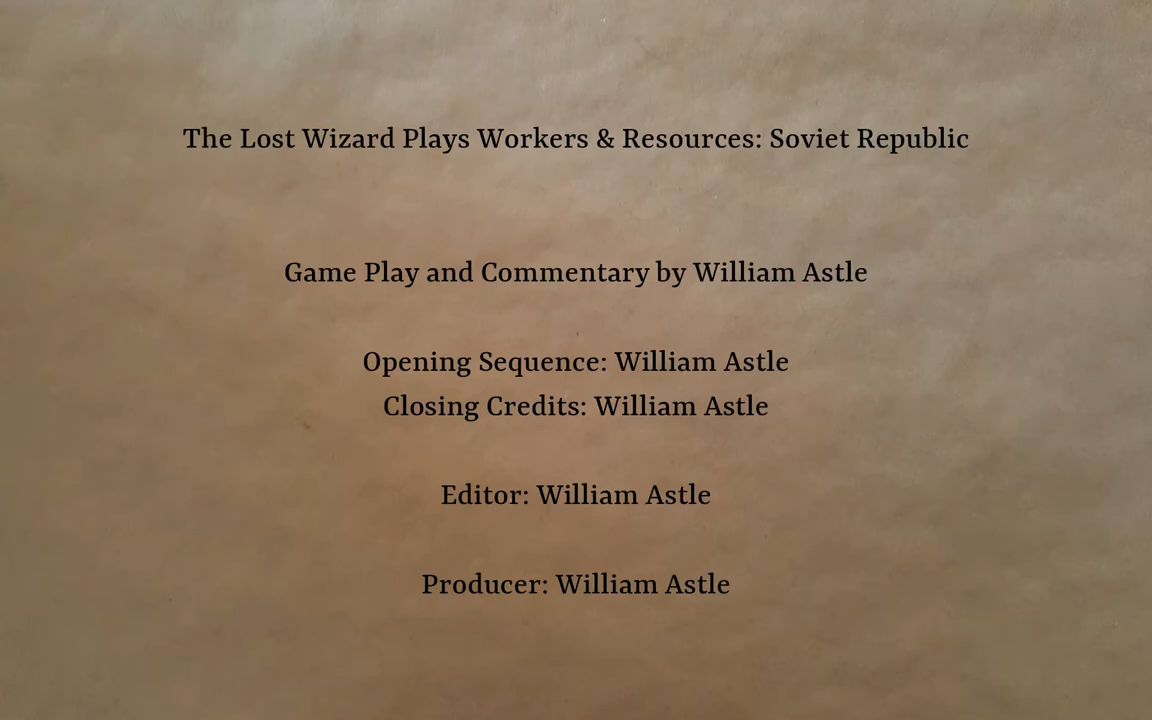 The Lost Wizard Plays Workers & Resources: Soviet Republic
Game Play and Commentary by William Astle
Opening Sequence: William Astle
Closing Credits: William Astle
Editor: William Astle
Producer: William Astle